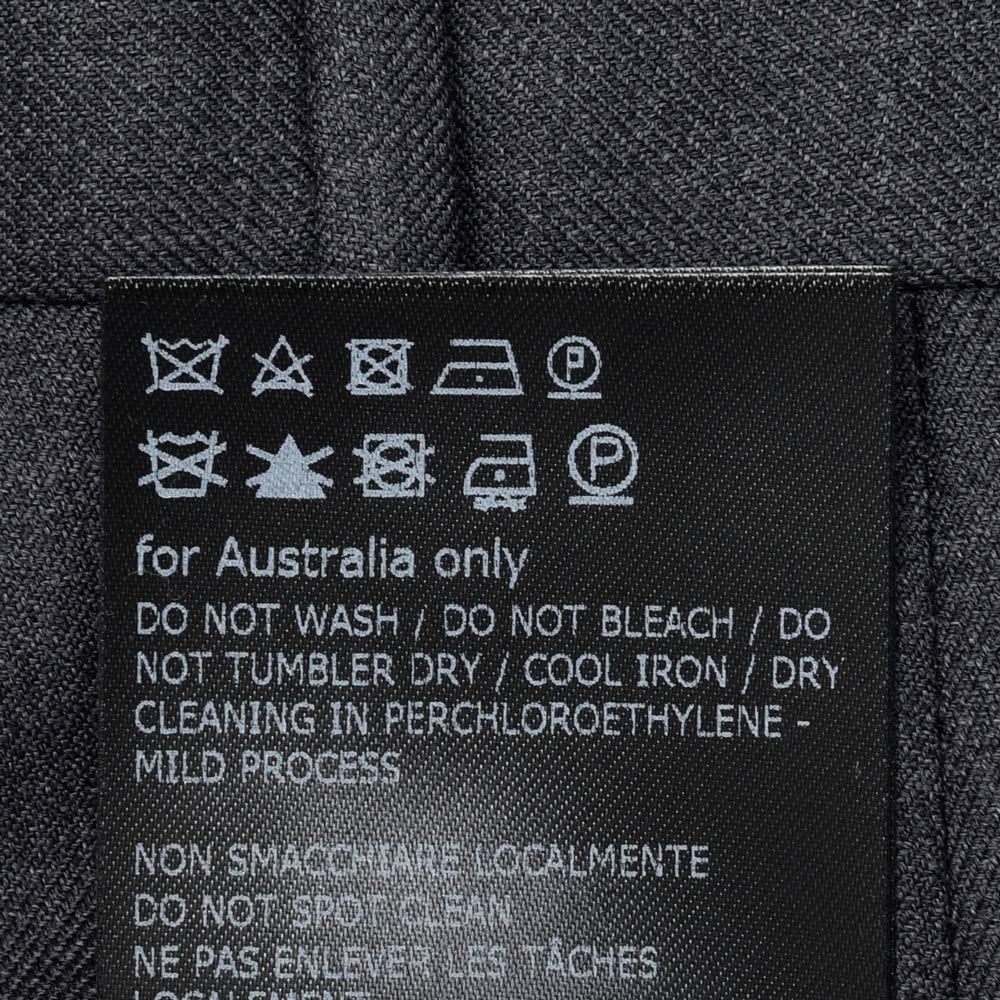 P
P
for Australia only
DO NOT WASH / DO NOT BLEACH / DO
NOT TUMBLER DRY / COOL IRON / DRY
CLEANING IN PERCHLOROETHYLENE -
MILD PROCESS
NON SMACCHIARE LOCALMENTE
DO NOT SPOT CLEAN
NE PAS ENLEVER LES TÂCHES
LOCALEMENT